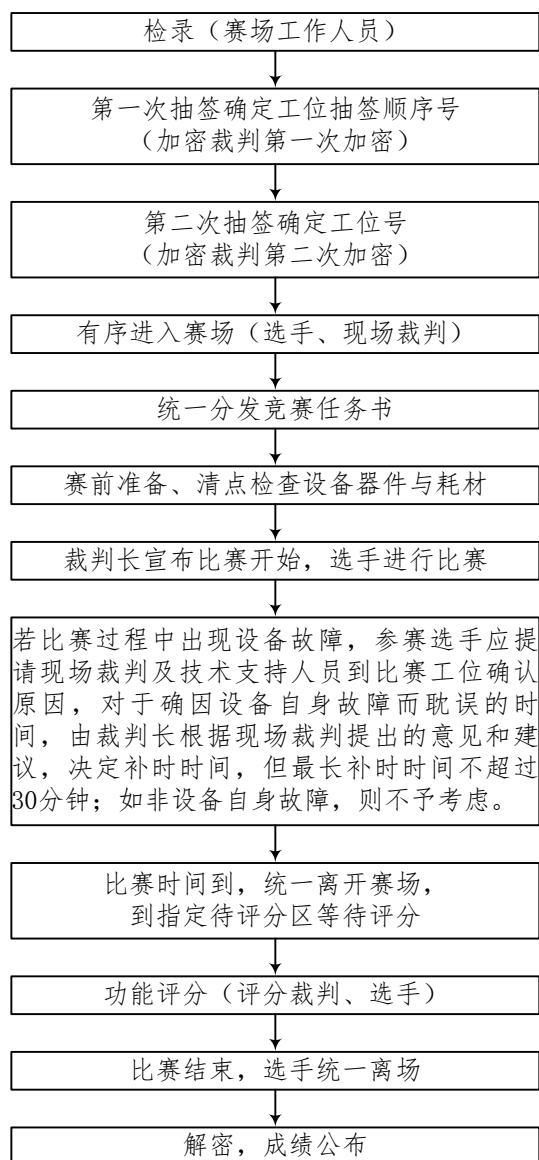 检录（赛场工作人员）
第一次抽签确定工位抽签顺序号
（加密裁判第一次加密）
第二次抽签确定工位号
（加密裁判第二次加密）
有序进入赛场（选手、现场裁判）
统一分发竞赛任务书
赛前准备、清点检查设备器件与耗材
裁判长宣布比赛开始，选手进行比赛
若比赛过程中出现设备故障，参赛选手应提
请现场裁判及技术支持人员到比赛工位确认
原因，对于确因设备自身故障而耽误的时
间，由裁判长根据现场裁判提出的意见和建
议，决定补时时间，但最长补时时间不超过
30分钟；如非设备自身故障，则不予考虑。
比赛时间到，统一离开赛场，
到指定待评分区等待评分
功能评分（评分裁判、选手）
比赛结束，选手统一离场
解密，成绩公布